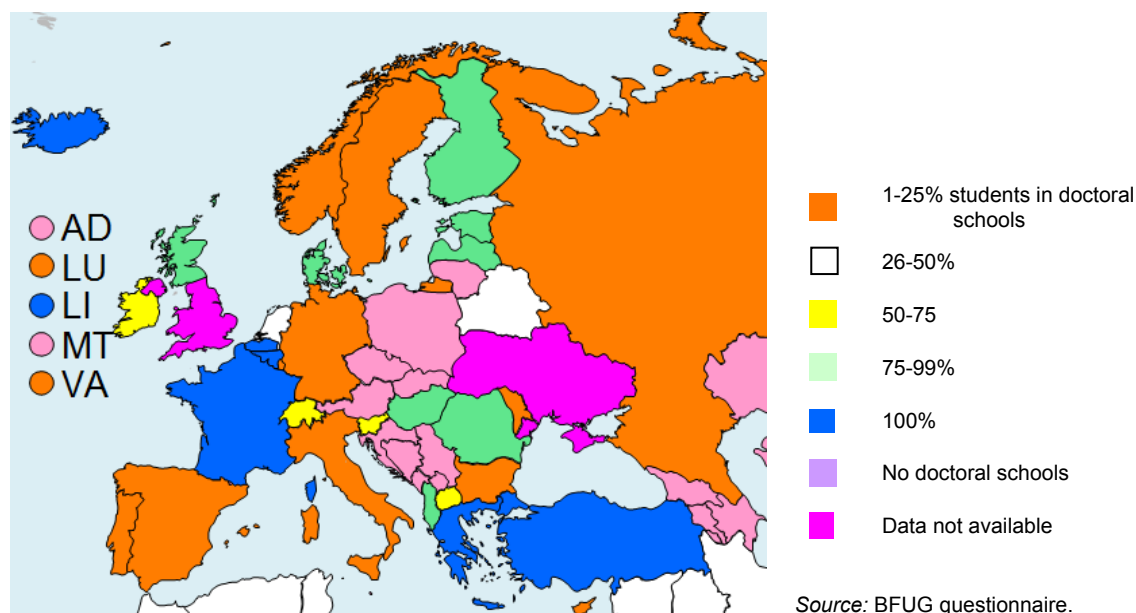 AD
LU
LI
MT
VA
1-25% students in doctoral
schools
26-50%
50-75
75-99%
100%
No doctoral schools
Data not available
Source: BFUG questionnaire.